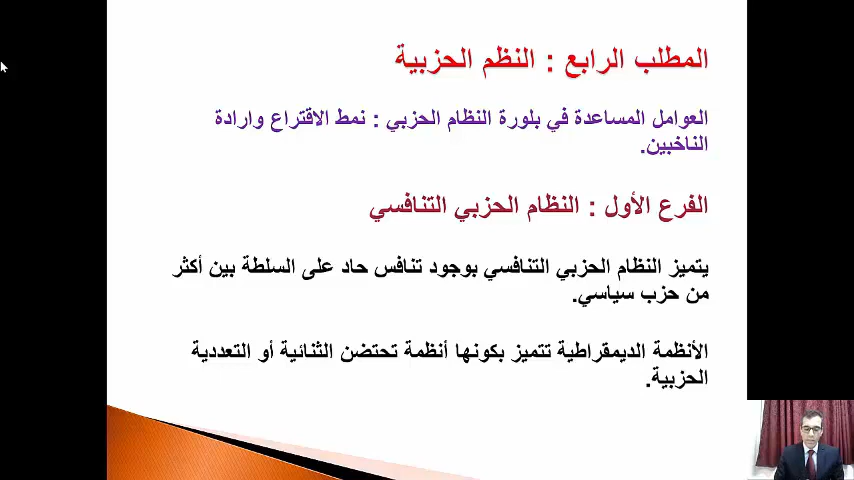 المطلب الرابع : النظم الحزبية
العوامل المساعدة في بلورة النظام الحزبي : نمط الاقتراع وارادة
الناخبين.
الفرع الأول : النظام الحزبي التنافسي
يتميز النظام الحزبي التنافسي بوجود تنافس حاد على السلطة بين أكثر
من حزب سياسي.
الأنظمة الديمقراطية تتميز بكونها أنظمة تحتضن الثنائية أو التعددية
الحزبية.